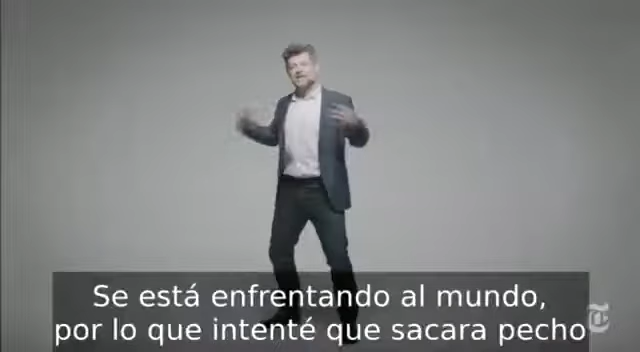 Se está enfrentando al mundo,
por lo que intenté que sacara pecho
T